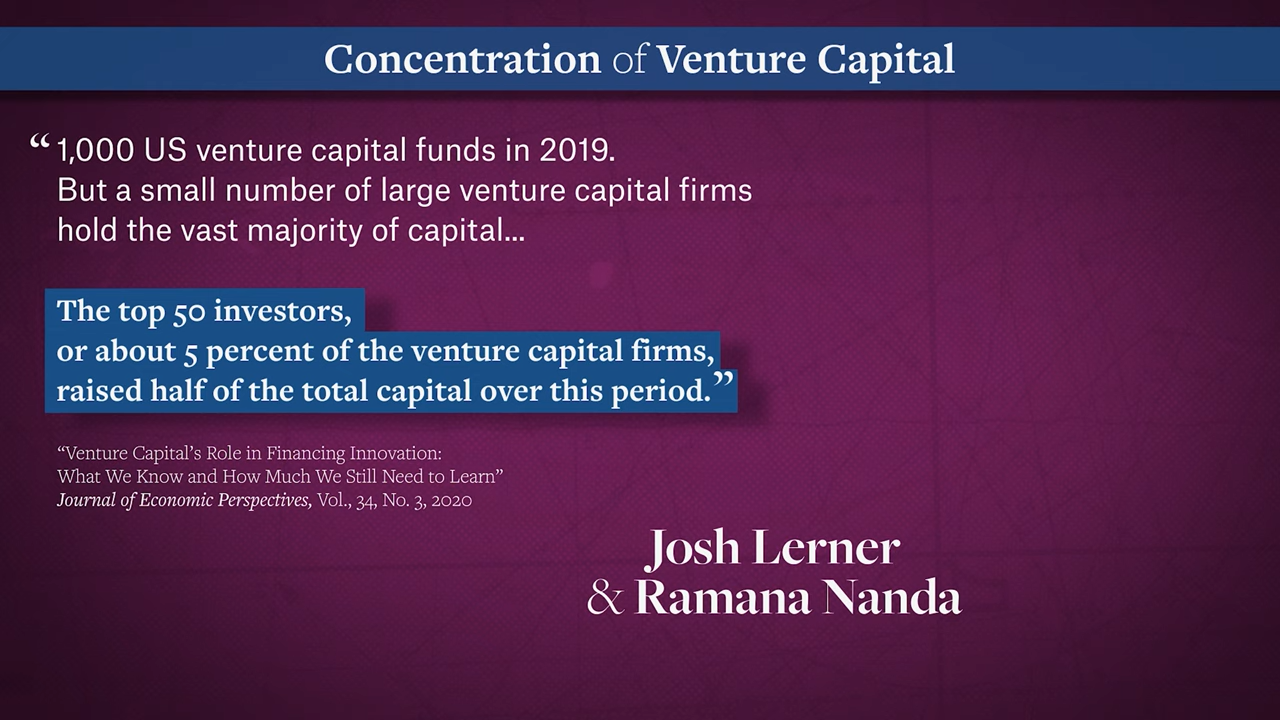 Concentration of Venture Capital
“1,000 US venture capital funds in 2019.
But a small number of large venture capital firms
hold the vast majority of capital...
The top 50 investors,
or about 5 percent of the venture capital firms,
raised half of the total capital over this period.”
“Venture Capital’s Role in Financing Innovation:
What We Know and How Much We Still Need to Learn”
Journal of Economic Perspectives, Vol., 34, No. 3, 2020
Josh Lerner
& Ramana Nanda